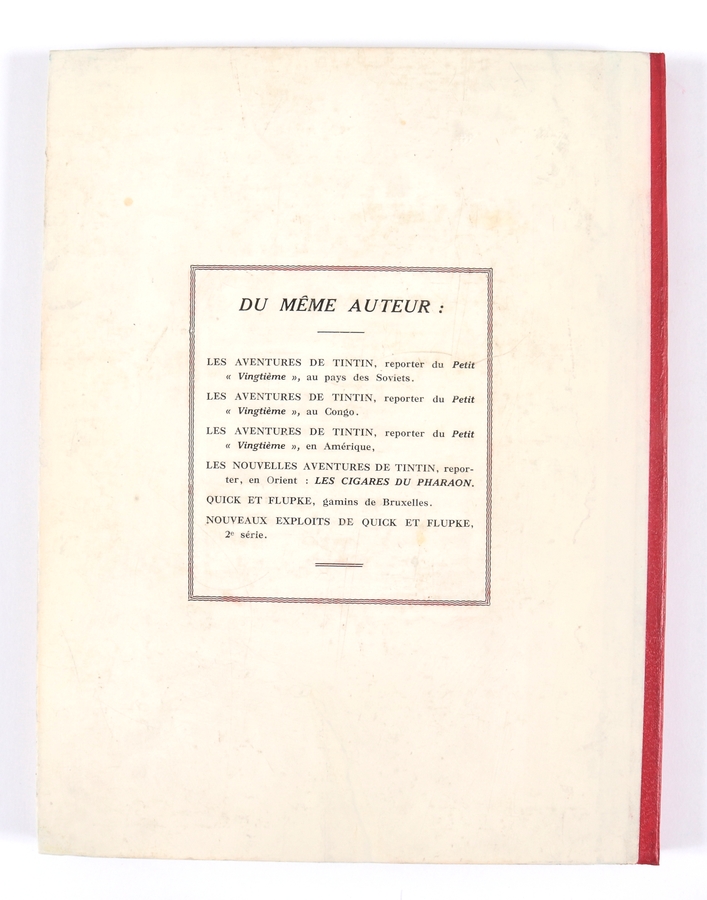 DU MÊME AUTEUR :
LES AVENTURES DE TINTIN, reporter du Petit
« Vingtième », au pays des Soviets.
LES AVENTURES DE TINTIN, reporter du Petit
« Vingtième », au Congo.
LES AVENTURES DE TINTIN, reporter du Petit
« Vingtième », en Amérique,
LES NOUVELLES AVENTURES DE TINTIN, repor-
ter, en Orient : LES CIGARES DU PHARAON.
QUICK ET FLUPKE, gamins de Bruxelles.
NOUVEAUX EXPLOITS DE QUICK ET FLUPKE,
2e série.